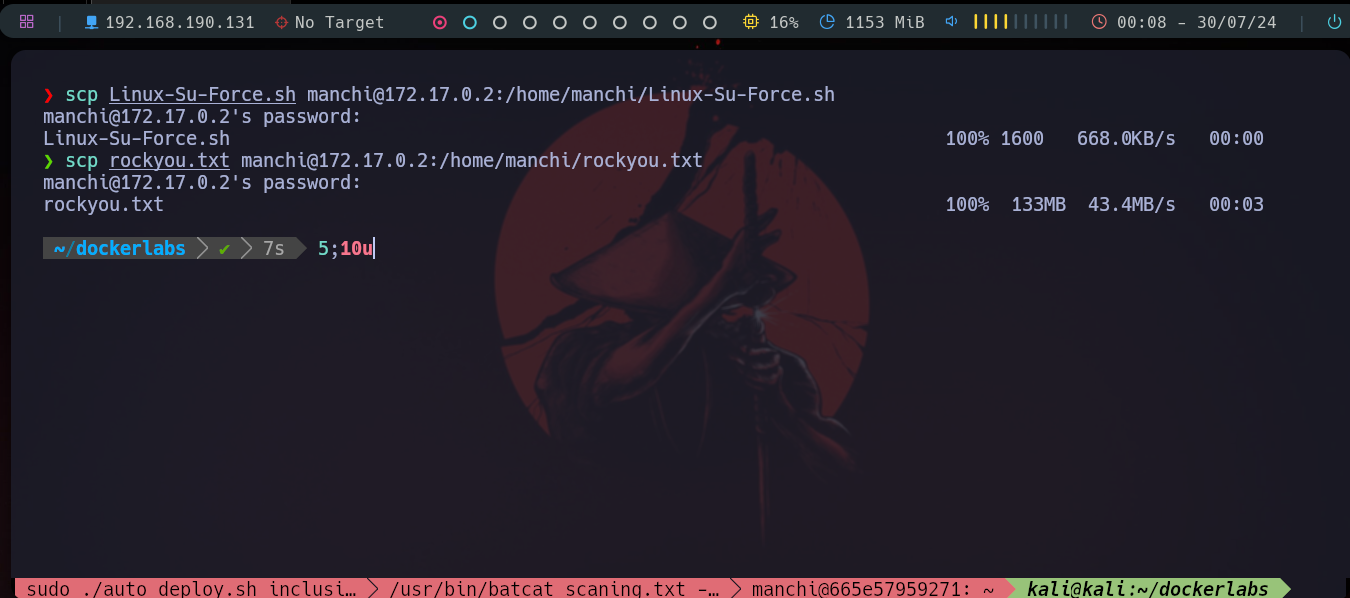 192.168.190.131 No Target 16% 1153 MiB 00:08 - 30/07/24
❯ scp Linux-Su-Force.sh manchi@172.17.0.2:/home/manchi/Linux-Su-Force.sh
manchi@172.17.0.2's password:
Linux-Su-Force.sh 100% 1600 668.0KB/s 00:00
❯ scp rockyou.txt manchi@172.17.0.2:/home/manchi/rockyou.txt
manchi@172.17.0.2's password:
rockyou.txt 100% 133MB 43.4MB/s 00:03
~/dockerlabs ✔ 7s 5;10u
sudo ./auto_deploy.sh inclusi… /usr/bin/batcat scaning.txt -… manchi@665e57959271: ~ kali@kali:~/dockerlabs